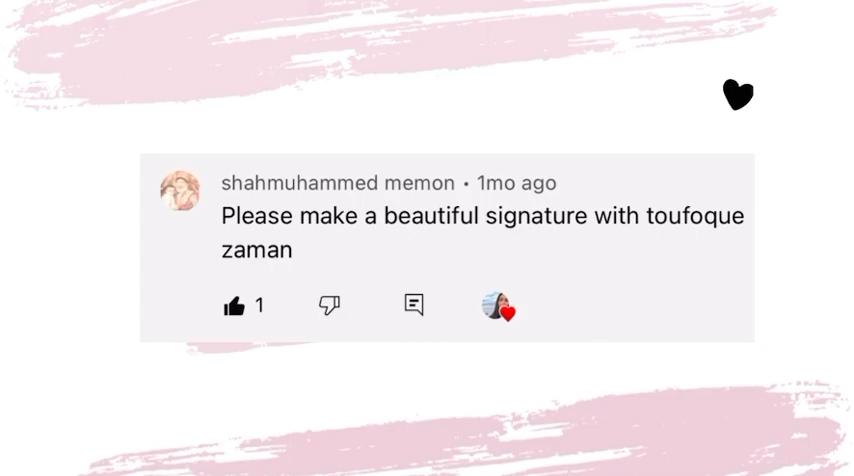 shahmuhammed memon • 1mo ago
Please make a beautiful signature with toufoque
zaman
1